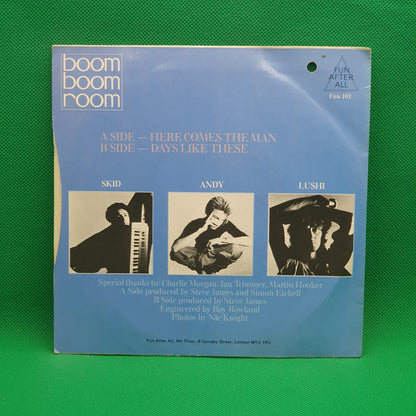 boom
boom
room
FUN
AFTER
ALL
Fun 101
A SIDE — HERE COMES THE MAN
B SIDE — DAYS LIKE THESE
SKID
ANDY
LUSHI
Special thanks to: Charlie Morgan, Ian Trimmer, Martin Hooker
A Side produced by Steve James and Simon Etchell
B Side produced by Steve James
Engineered by Ray Rowland
Photos by Nic Knight
Fun After All, 4th Floor, 8 Carnaby Street, London W1V 1PG